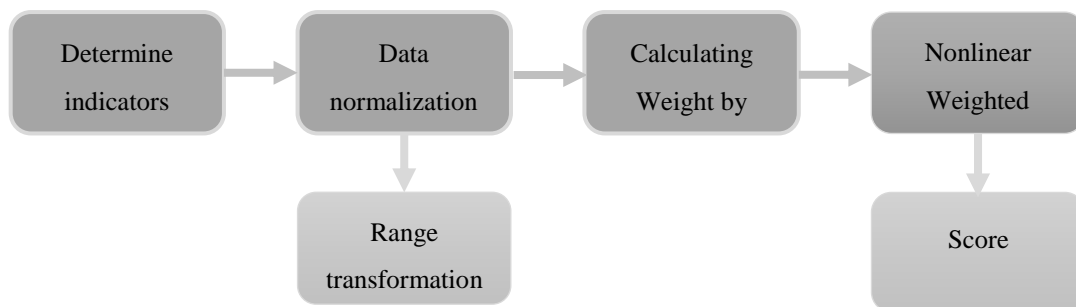 Determine
indicators
Data
normalization
Calculating
Weight by
Nonlinear
Weighted
Range
transformation
Score